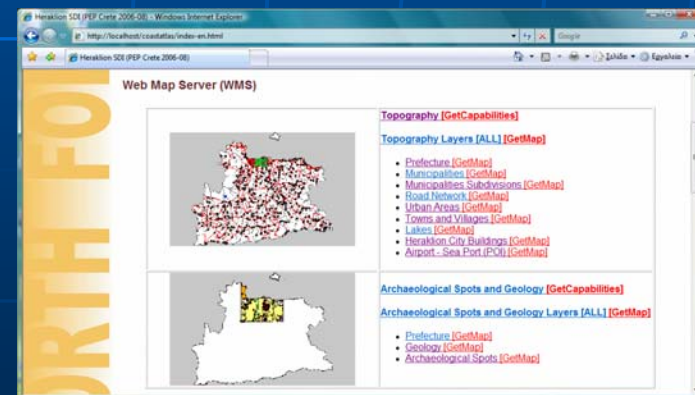 Heraklion SDI (PEP Crete 2006-08) - Windows Internet Explorer
http://localhost/coastatlas/index-en.html
Google
Heraklion SDI (PEP Crete 2006-08)
Σελίδα
Εργαλεία
RTH FO
Web Map Server (WMS)
Topography [GetCapabilities]
Topography Layers [ALL] [GetMap]
Prefecture [GetMap]
Municipalities [GetMap]
Municipalities Subdivisions [GetMap]
Road Network [GetMap]
Urban Areas [GetMap]
Towns and Villages [GetMap]
Lakes [GetMap]
Heraklion City Buildings [GetMap]
Airport - Sea Port (POI) [GetMap]
Archaeological Spots and Geology [GetCapabilities]
Archaeological Spots and Geology Layers [ALL] [GetMap]
Prefecture [GetMap]
Geology [GetMap]
Archaeological Spots [GetMap]